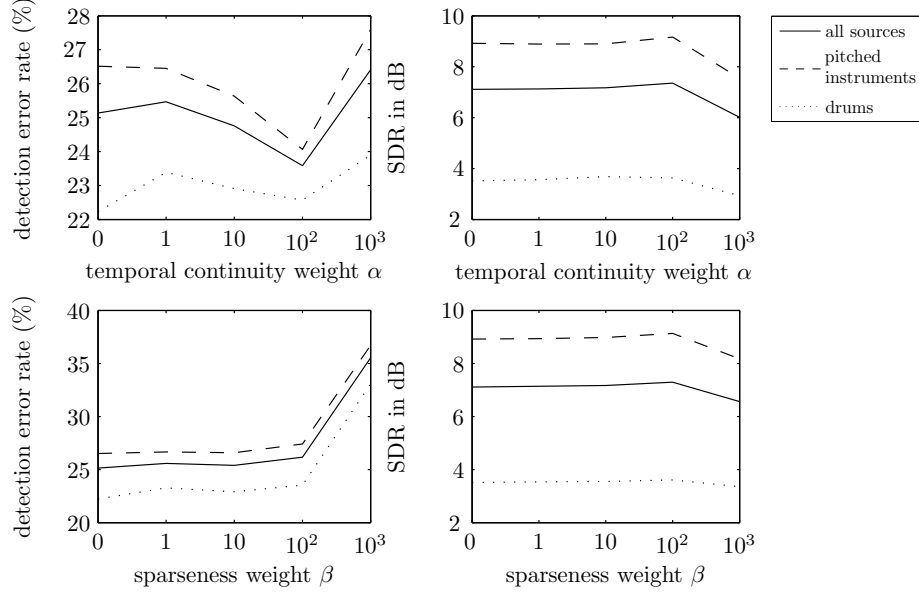 detection error rate (%)
28
27
26
25
24
23
22
0 1 10 10² 10³
temporal continuity weight α
SDR in dB
10
8
6
4
2
0 1 10 10² 10³
temporal continuity weight α
all sources
pitched
instruments
drums
detection error rate (%)
40
35
30
25
20
0 1 10 10² 10³
sparseness weight β
SDR in dB
10
8
6
4
2
0 1 10 10² 10³
sparseness weight β